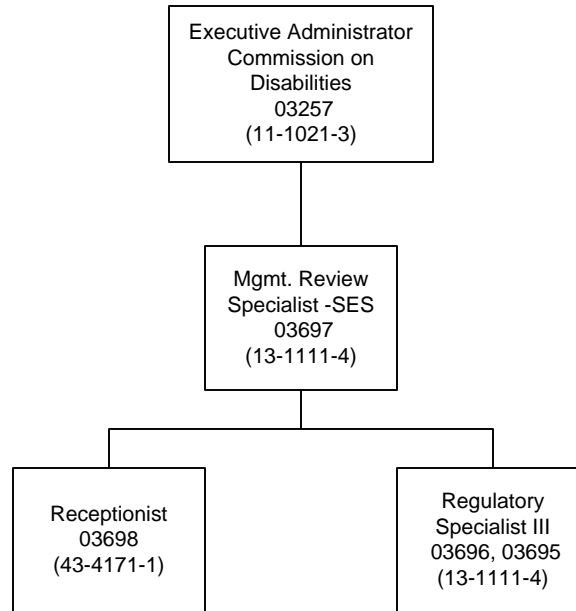 Executive Administrator
Commission on
Disabilities
03257
(11-1021-3)
Mgmt. Review
Specialist -SES
03697
(13-1111-4)
Receptionist
03698
(43-4171-1)
Regulatory
Specialist III
03696, 03695
(13-1111-4)